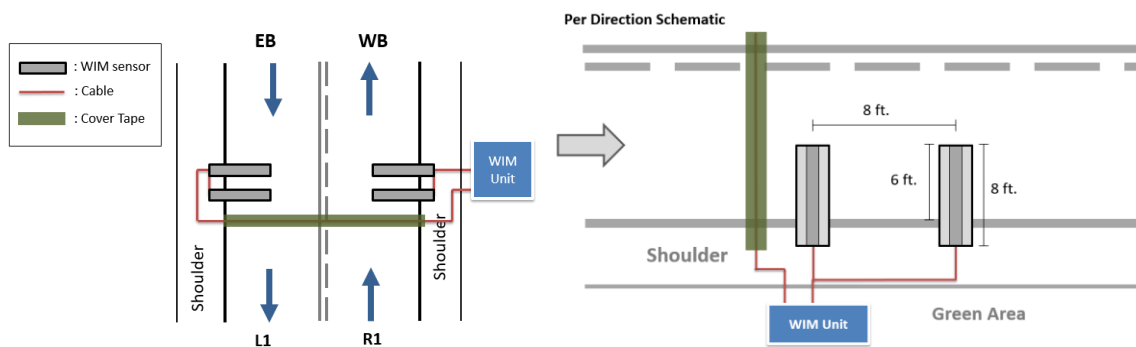 : WIM sensor
: Cable
: Cover Tape
EB
WB
WIM
Unit
Shoulder
Shoulder
L1
R1
Per Direction Schematic
8 ft.
6 ft.
8 ft.
Shoulder
WIM Unit
Green Area